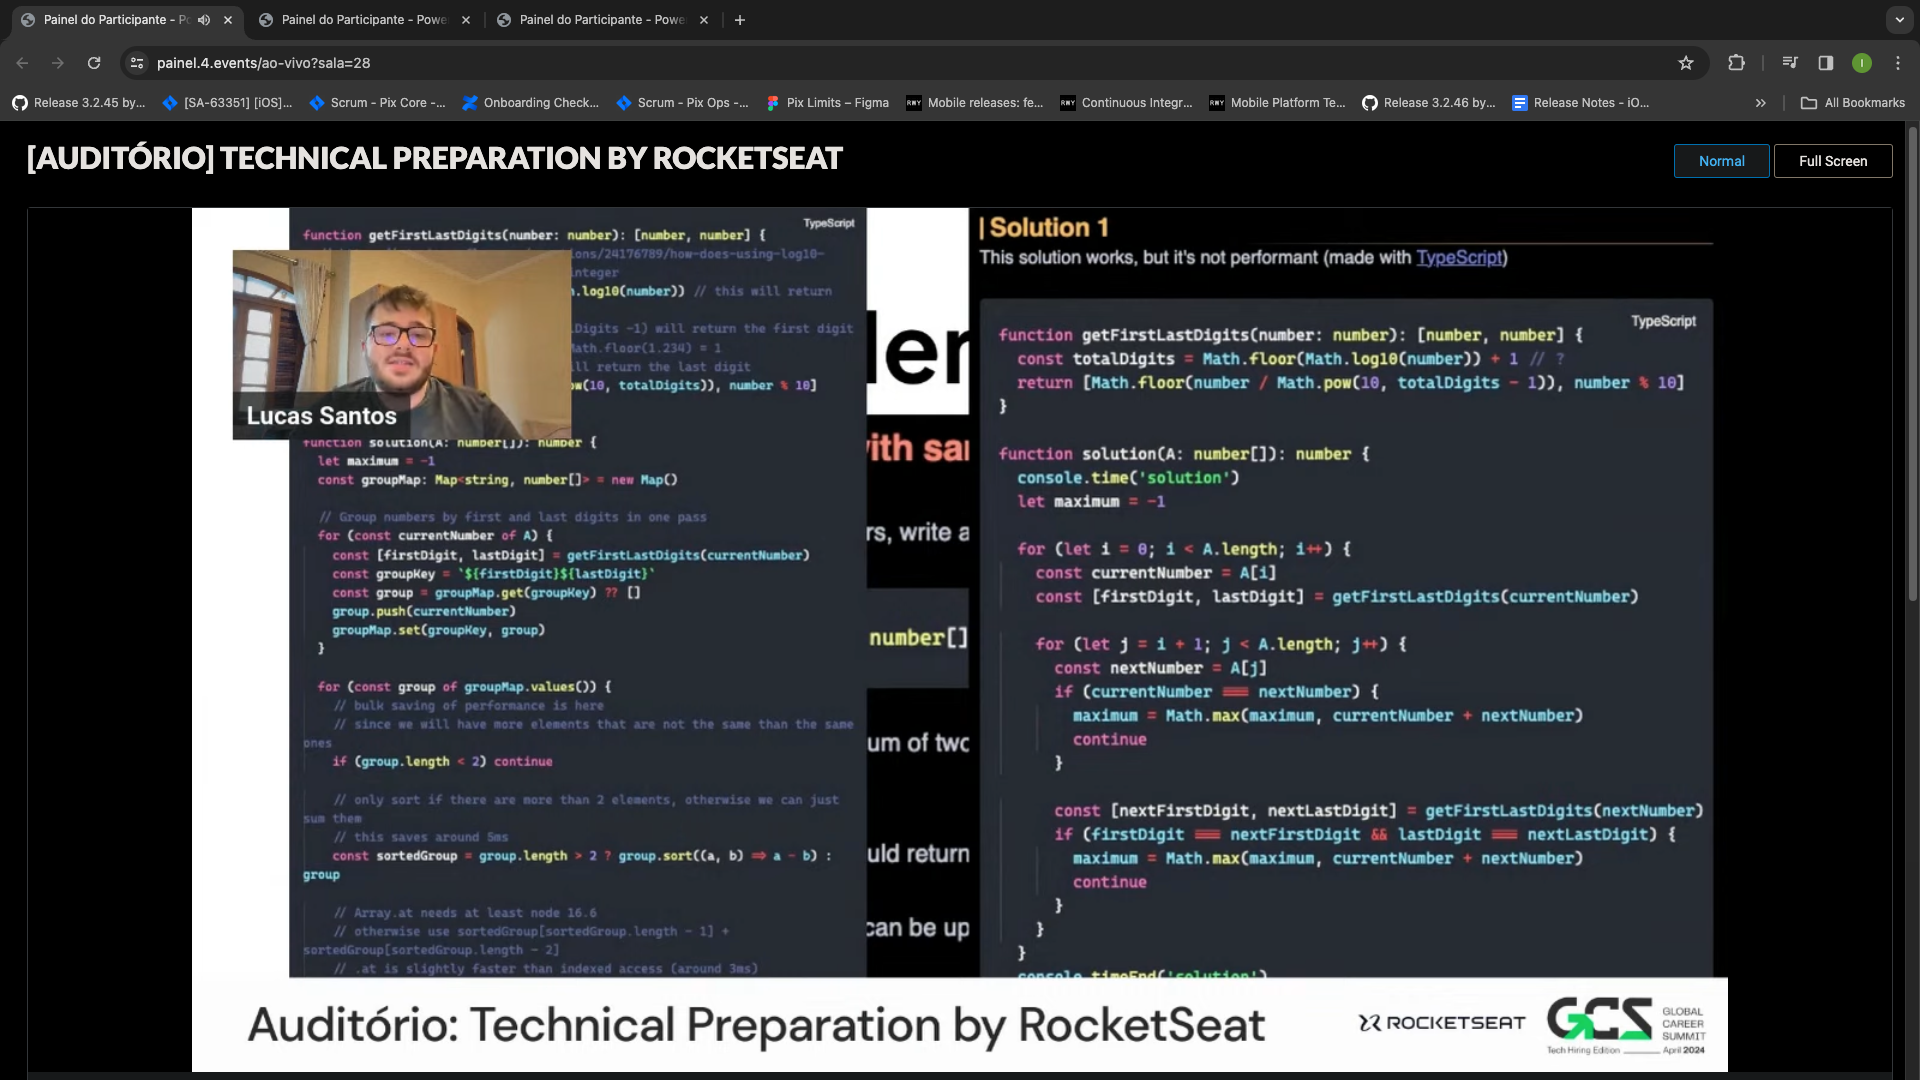 Painel do Participante - Po
Painel do Participante - Powe
Painel do Participante - Powe
painel.4.events/ao-vivo?sala=28
Release 3.2.45 by...
[SA-63351] [iOS]...
Scrum - Pix Core -...
Onboarding Check...
Scrum - Pix Ops -...
Pix Limits – Figma
Mobile releases: fe...
Continuous Integr...
Mobile Platform Te...
Release 3.2.46 by...
Release Notes - iO...
All Bookmarks
[AUDITÓRIO] TECHNICAL PREPARATION BY ROCKETSEAT
Normal
Full Screen
TypeScript
function getFirstLastDigits(number: number): [number, number] {
ions/24176789/how-does-using-log10-
integer
.log10(number)) // this will return
Digits -1) will return the first digit
Math.floor(1.234) = 1
ll return the last digit
ow(10, totalDigits)), number % 10]
Lucas Santos
function solution(A: number[]): number {
let maximum = -1
const groupMap: Map<string, number[]> = new Map()
// Group numbers by first and last digits in one pass
for (const currentNumber of A) {
const [firstDigit, lastDigit] = getFirstLastDigits(currentNumber)
const groupKey = `${firstDigit}${lastDigit}`
const group = groupMap.get(groupKey) ?? []
group.push(currentNumber)
groupMap.set(groupKey, group)
}
for (const group of groupMap.values()) {
// bulk saving of performance is here
// since we will have more elements that are not the same than the same
ones
if (group.length < 2) continue
// only sort if there are more than 2 elements, otherwise we can just
sum them
// this saves around 5ms
const sortedGroup = group.length > 2 ? group.sort((a, b) => a - b) :
group
// Array.at needs at least node 16.6
// otherwise use sortedGroup[sortedGroup.length - 1] +
sortedGroup[sortedGroup.length - 2]
// .at is slightly faster than indexed access (around 3ms)
ler
ith sa
rs, write a
number[]
um of two
uld return
can be up
| Solution 1
This solution works, but it's not performant (made with TypeScript)
TypeScript
function getFirstLastDigits(number: number): [number, number] {
const totalDigits = Math.floor(Math.log10(number)) + 1 // ?
return [Math.floor(number / Math.pow(10, totalDigits - 1)), number % 10]
}
function solution(A: number[]): number {
console.time('solution')
let maximum = -1
for (let i = 0; i < A.length; i++) {
const currentNumber = A[i]
const [firstDigit, lastDigit] = getFirstLastDigits(currentNumber)
for (let j = i + 1; j < A.length; j++) {
const nextNumber = A[j]
if (currentNumber === nextNumber) {
maximum = Math.max(maximum, currentNumber + nextNumber)
continue
}
const [nextFirstDigit, nextLastDigit] = getFirstLastDigits(nextNumber)
if (firstDigit === nextFirstDigit && lastDigit === nextLastDigit) {
maximum = Math.max(maximum, currentNumber + nextNumber)
continue
}
}
}
console.timeEnd('solution')
Auditório: Technical Preparation by RocketSeat
ROCKETSEAT
GCS
GLOBAL
CAREER
SUMMIT
Tech Hiring Edition
April 2024